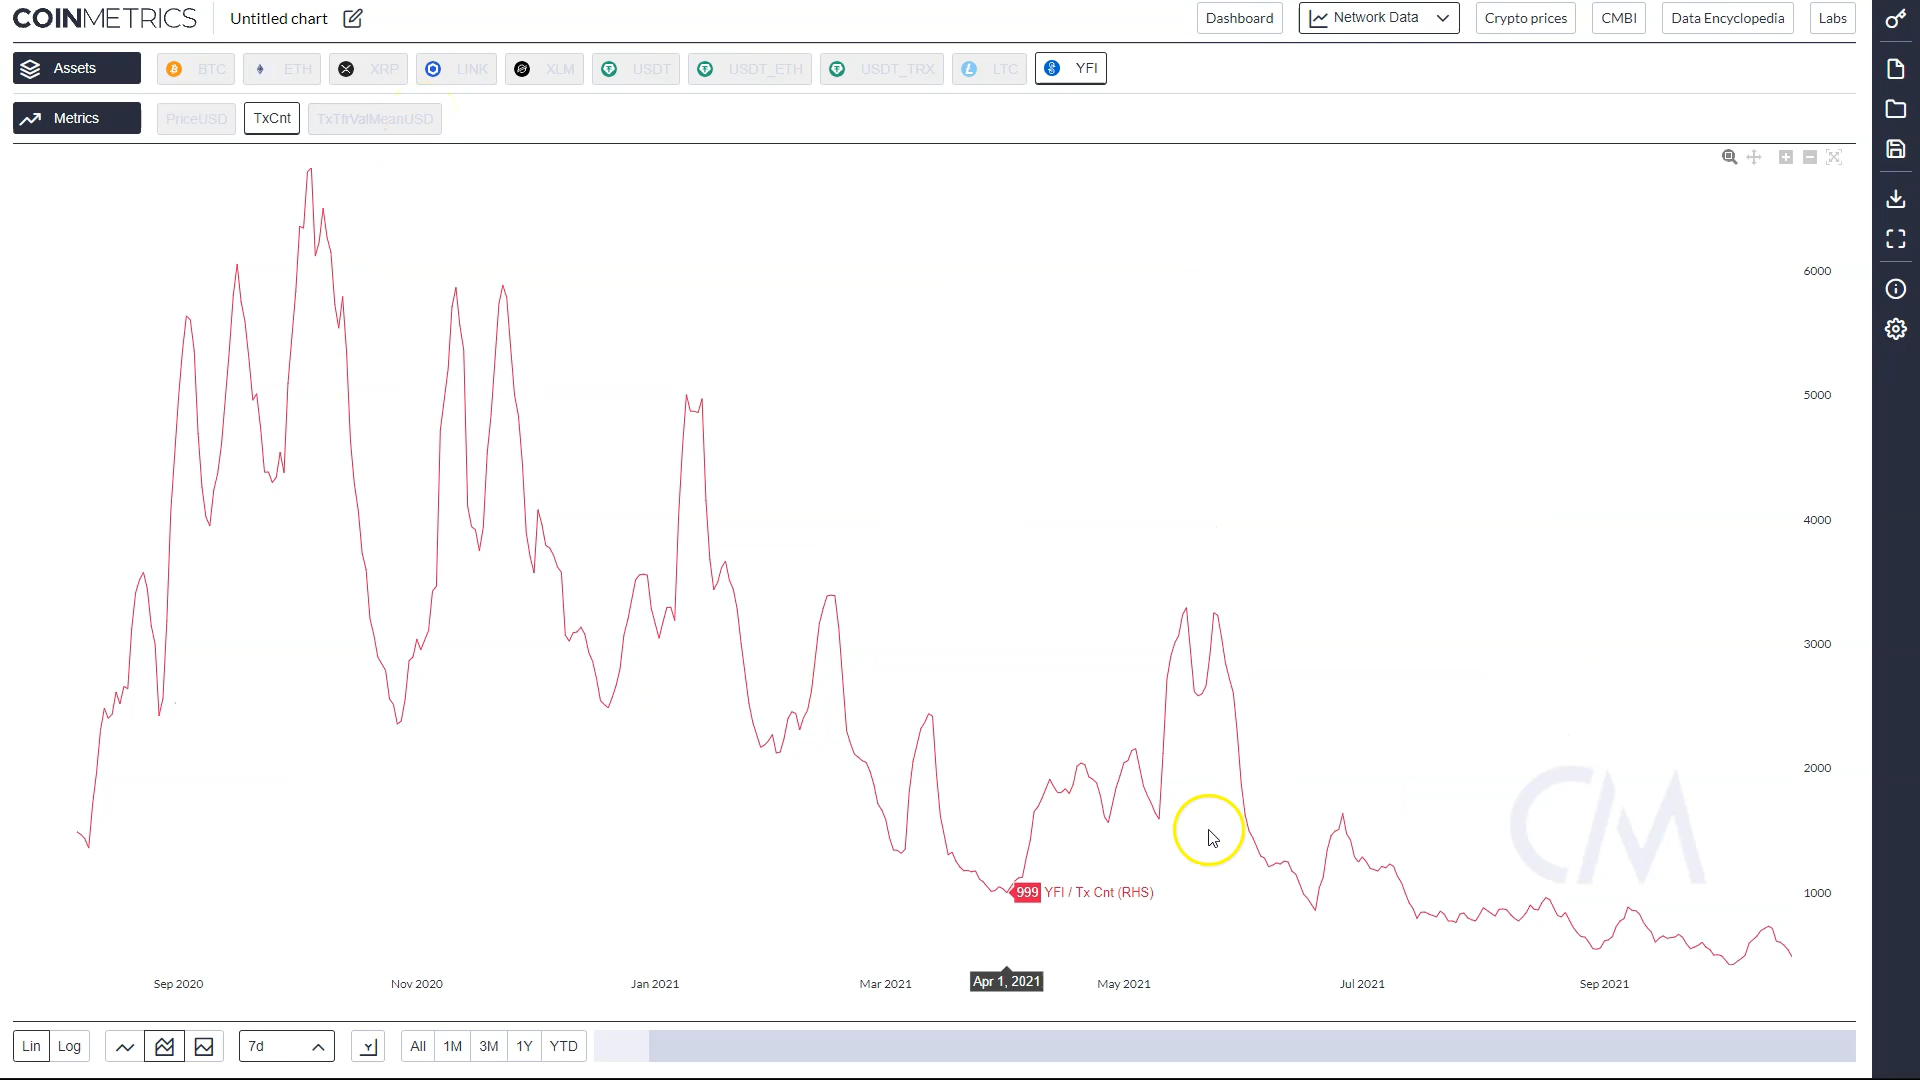 COINMETRICS Untitled chart Dashboard Network Data Crypto prices CMBI Data Encyclopedia Labs
Assets BTC ETH XRP LINK XLM USDT USDT_ETH USDT_TRX LTC YFI
Metrics PriceUSD TxCnt TxTfrValMeanUSD
6000
5000
4000
3000
2000
CM
1000
999 YFI / Tx Cnt (RHS)
Sep 2020 Nov 2020 Jan 2021 Mar 2021 Apr 1, 2021 May 2021 Jul 2021 Sep 2021
Lin Log 7d All 1M 3M 1Y YTD